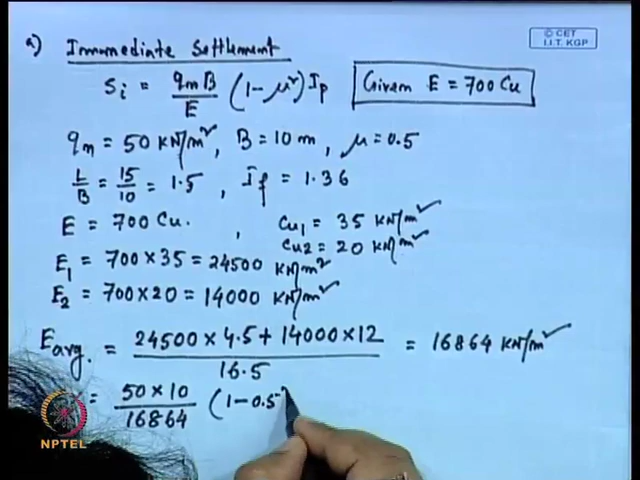 a) Immediate Settlement
© CET
I.I.T. KGP
Si = qnB/E (1-μ²) Ip
Given E = 700 Cu
qn = 50 kN/m², B = 10 m, μ = 0.5
L/B = 15/10 = 1.5, If = 1.36
E = 700 Cu. , Cu1 = 35 kN/m²
Cu2 = 20 kN/m²
E1 = 700×35 = 24500 kN/m²
E2 = 700×20 = 14000 kN/m²
Eavg. = 24500×4.5 + 14000×12 / 16.5 = 16864 kN/m²
= 50×10/16864 (1-0.5²
NPTEL